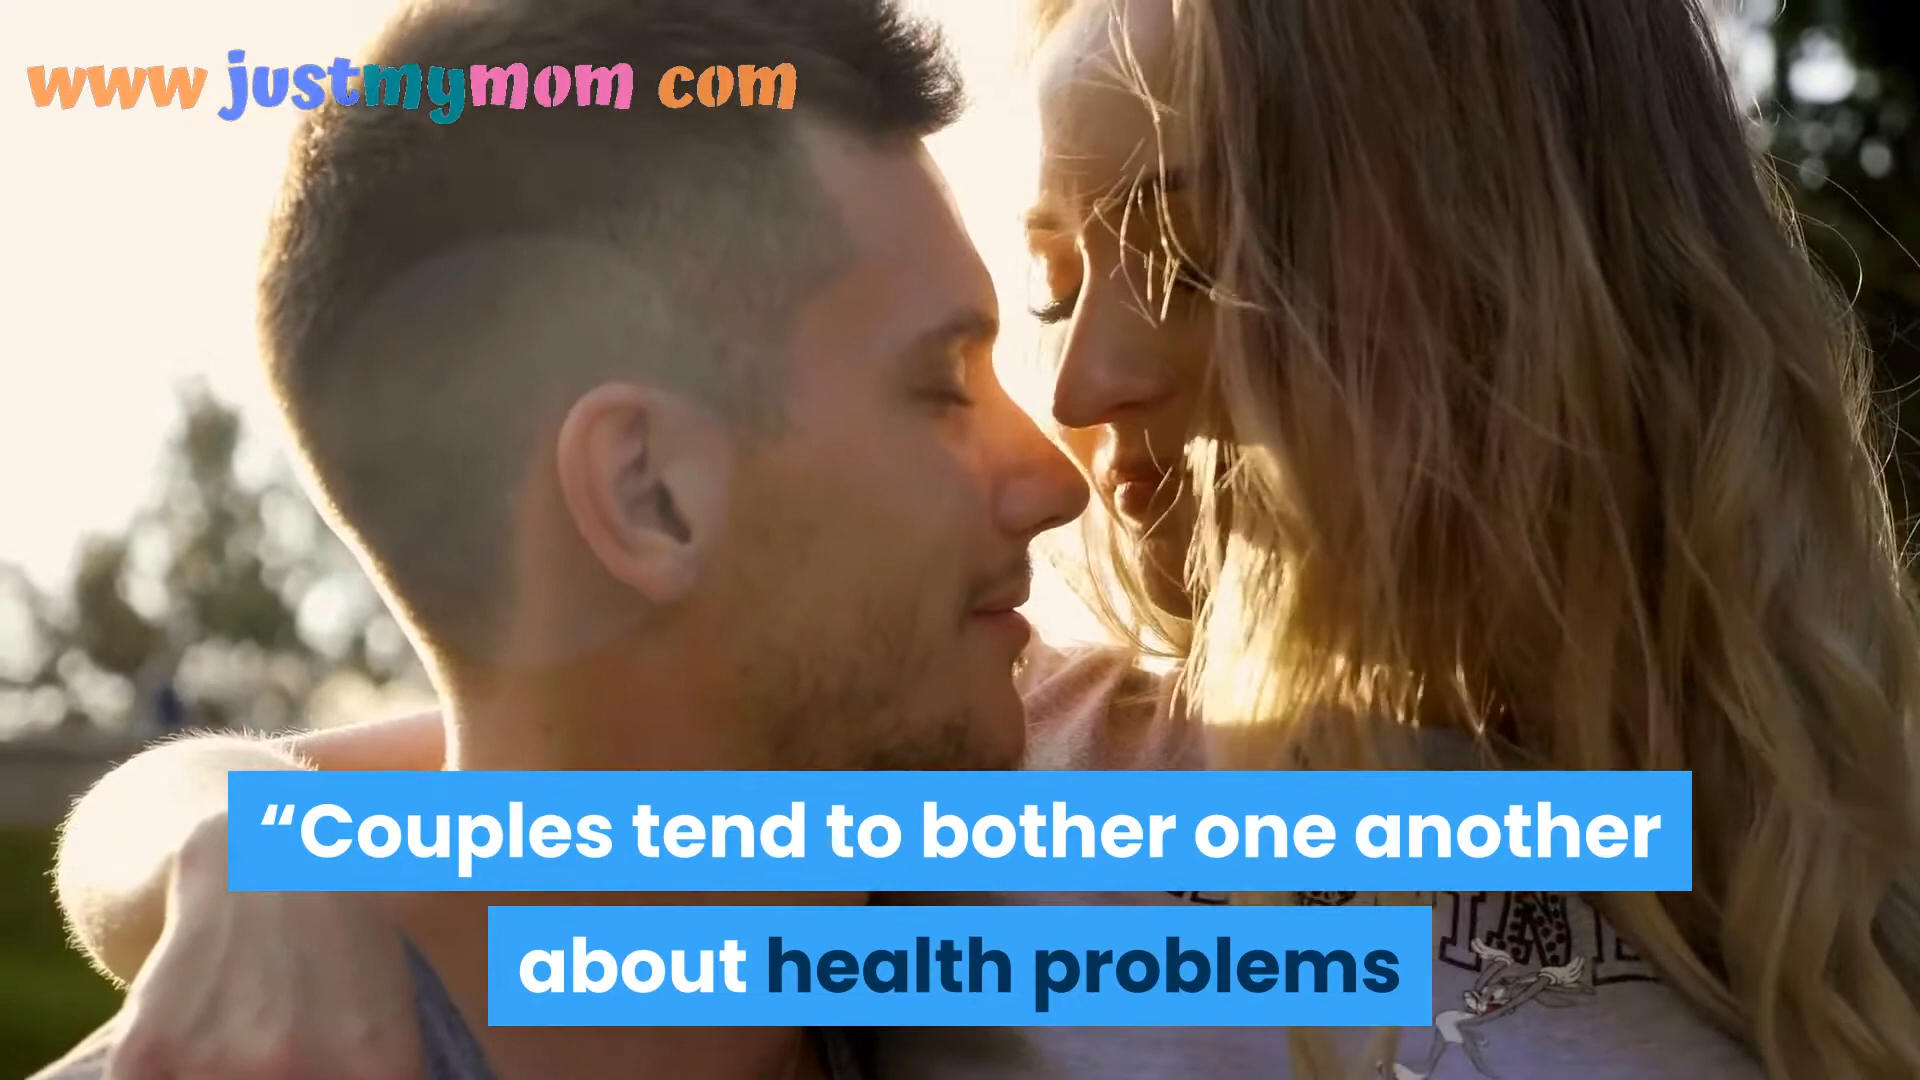 www justmymom com
“Couples tend to bother one another
about health problems